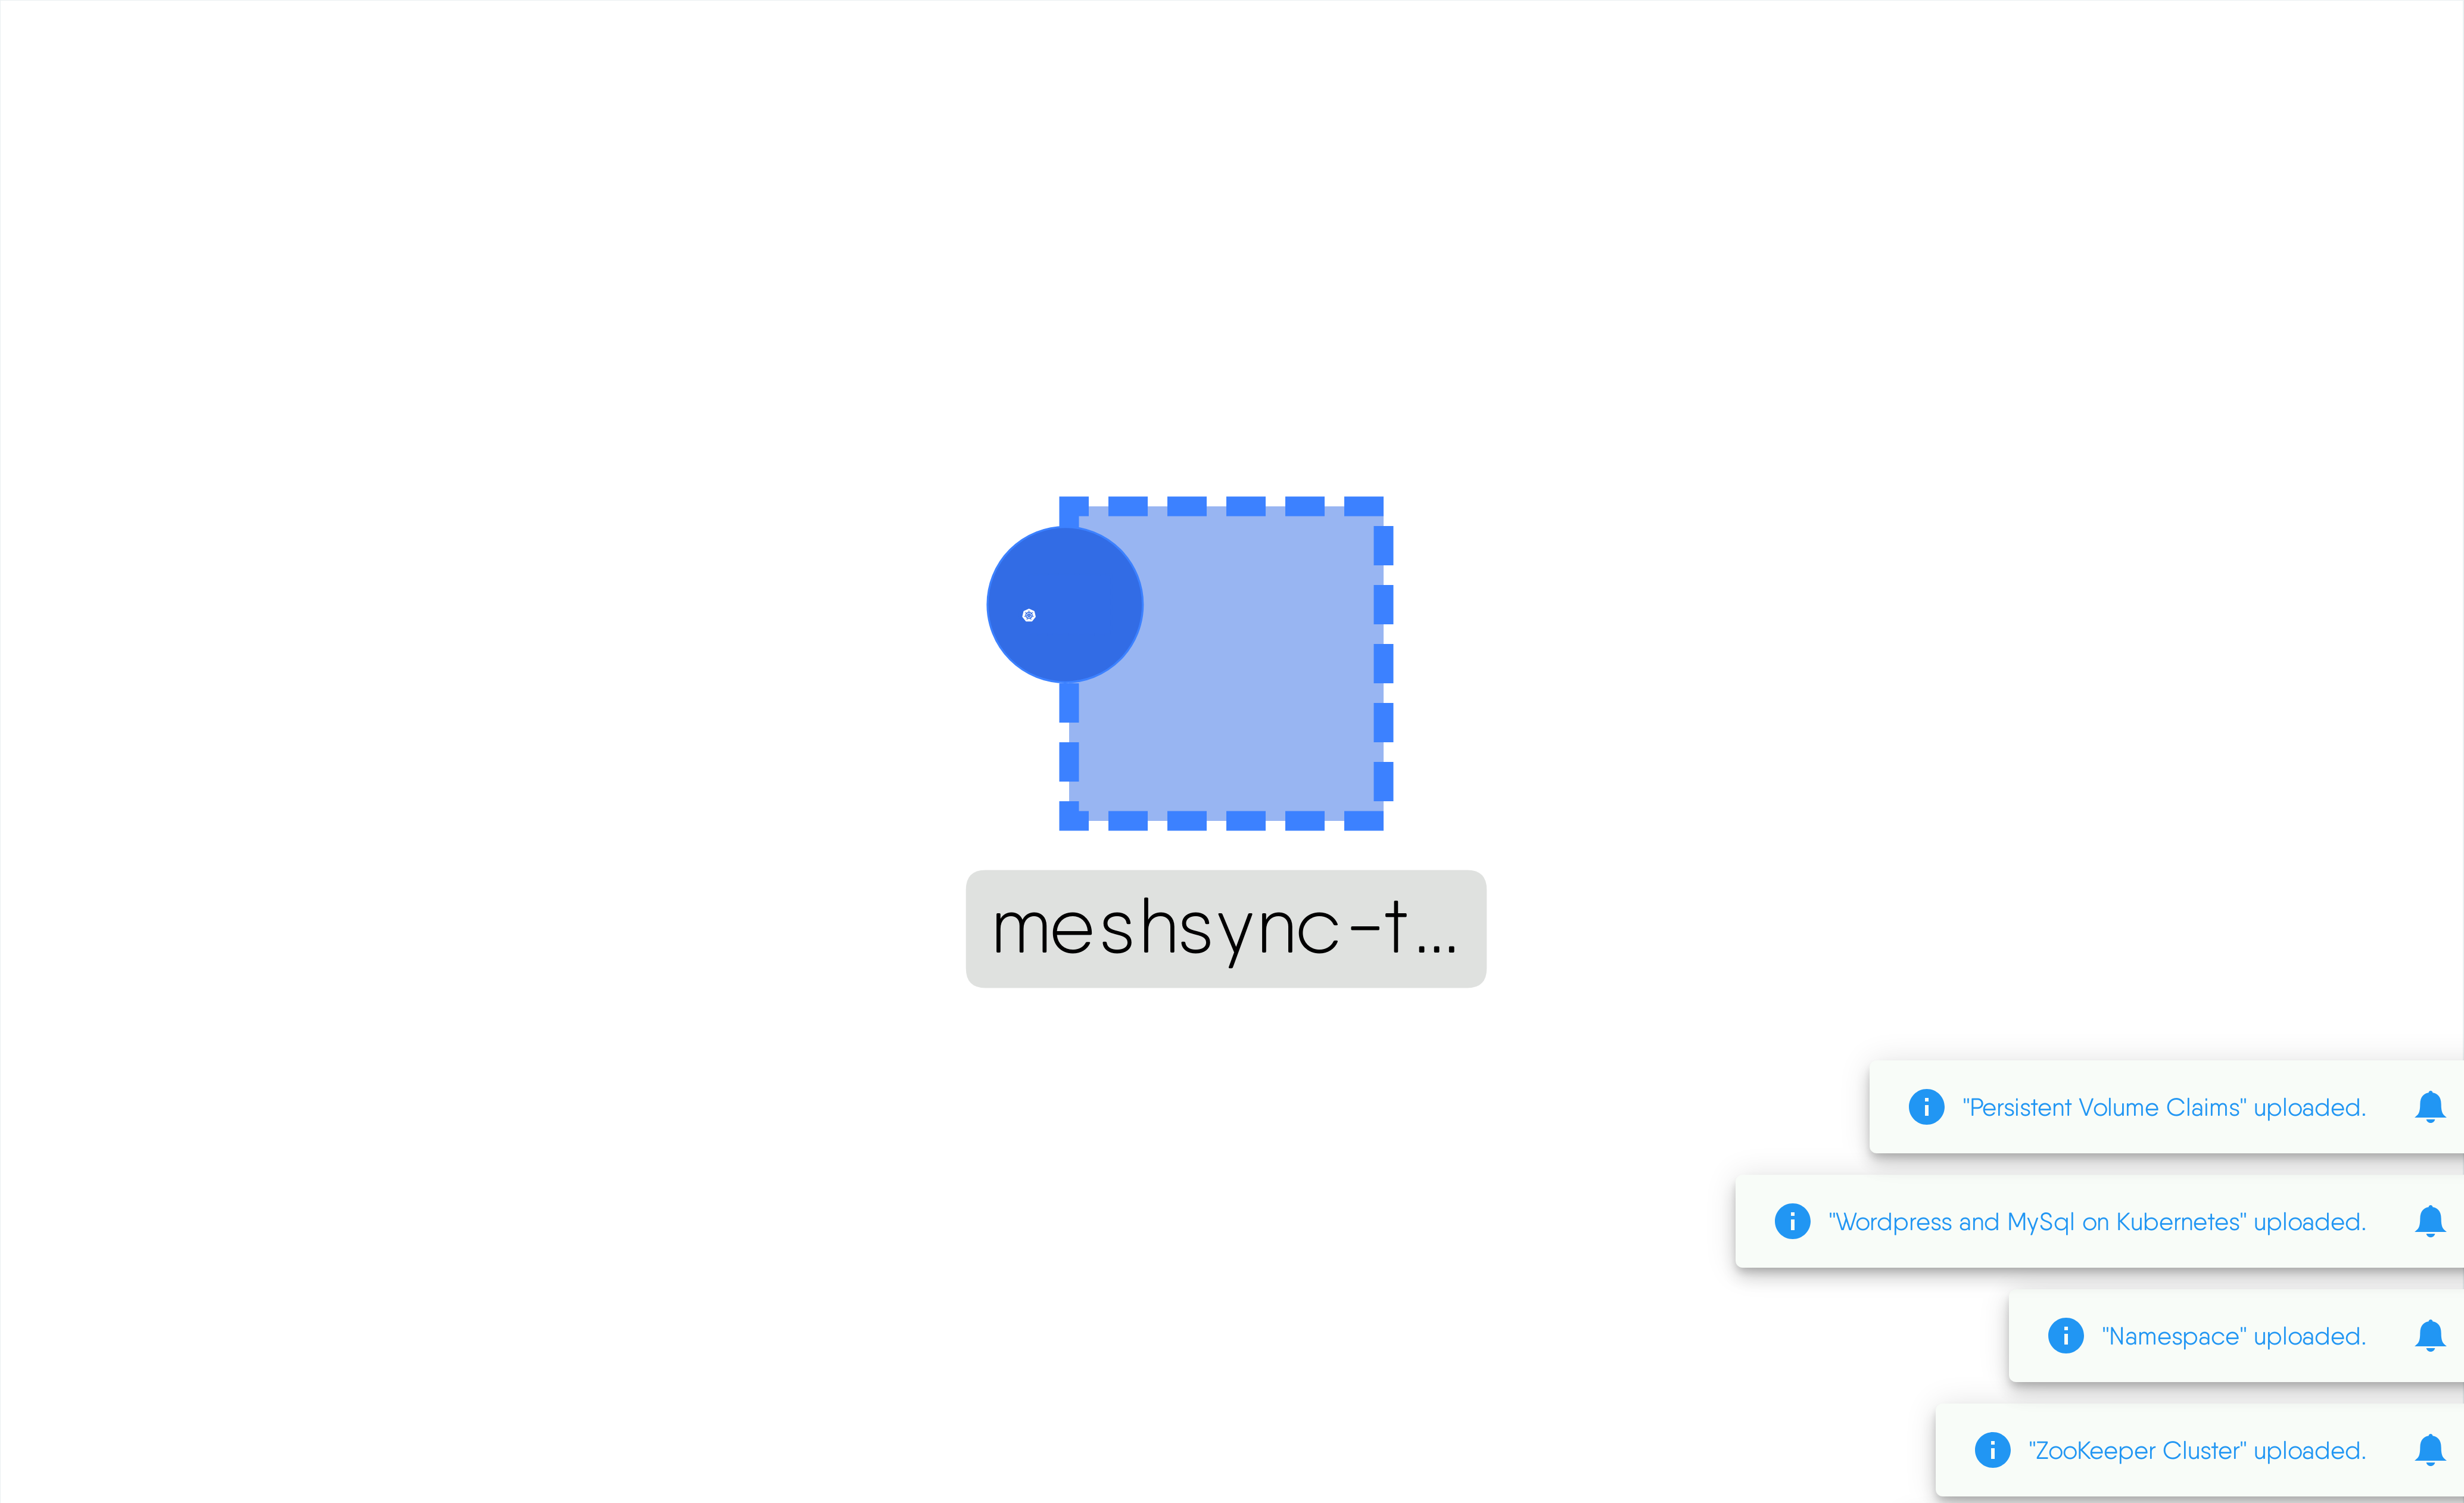 meshsync-t...
"Persistent Volume Claims" uploaded.
"Wordpress and MySql on Kubernetes" uploaded.
"Namespace" uploaded.
"ZooKeeper Cluster" uploaded.